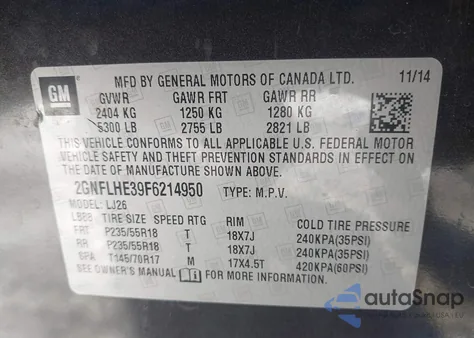 GM
MFD BY GENERAL MOTORS OF CANADA LTD. 11/14
GVWR GAWR FRT GAWR RR
2404 KG 1250 KG 1280 KG
5300 LB 2755 LB 2821 LB
THIS VEHICLE CONFORMS TO ALL APPLICABLE U.S. FEDERAL MOTOR
VEHICLE SAFETY
STANDARDS IN EFFECT ON THE DATE OF MANUFACTURE SHOWN ABOVE.
2GNFLHE39F6214950 TYPE: M.P.V.
MODEL: LJ26
TIRE SIZE SPEED RTG RIM COLD TIRE PRESSURE
FRT P235/55R18 T 18X7J 240KPA(35PSI)
RR P235/55R18 T 18X7J 240KPA(35PSI)
SPA T145/70R17 M 17X4.5T 420KPA(60PSI)
SEE OWNER'S MANUAL FOR MORE INFORMATION.
autoSnap